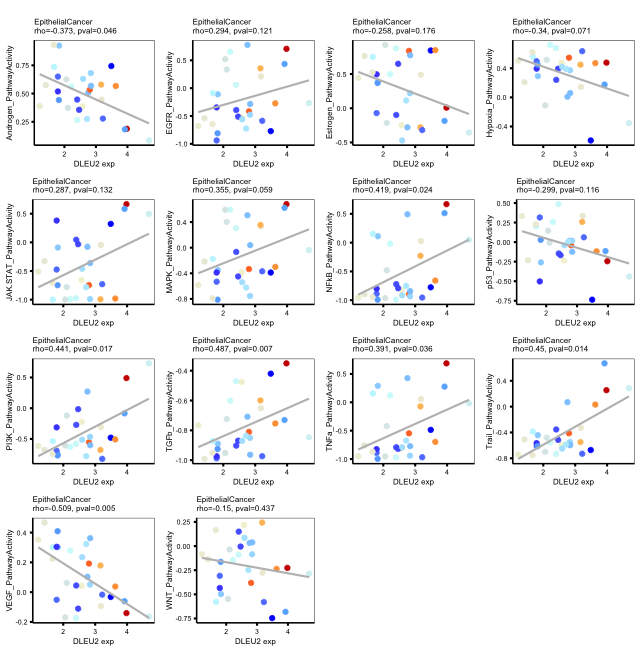 EpithelialCancer
rho=-0.373, pval=0.046
Androgen_PathwayActivity
0.75
0.50
0.25
2 3 4
DLEU2 exp
EpithelialCancer
rho=0.294, pval=0.121
EGFR_PathwayActivity
0.5
0.0
-0.5
-1.0
2 3 4
DLEU2 exp
EpithelialCancer
rho=-0.258, pval=0.176
Estrogen_PathwayActivity
0.5
0.0
-0.5
2 3 4
DLEU2 exp
EpithelialCancer
rho=-0.34, pval=0.071
Hypoxia_PathwayActivity
0.4
0.0
-0.4
2 3 4
DLEU2 exp
EpithelialCancer
rho=0.287, pval=0.132
JAK.STAT_PathwayActivity
0.5
0.0
-0.5
-1.0
2 3 4
DLEU2 exp
EpithelialCancer
rho=0.355, pval=0.059
MAPK_PathwayActivity
0.4
0.0
-0.4
-0.8
2 3 4
DLEU2 exp
EpithelialCancer
rho=0.419, pval=0.024
NFkB_PathwayActivity
0.5
0.0
-0.5
-1.0
2 3 4
DLEU2 exp
EpithelialCancer
rho=-0.299, pval=0.116
p53_PathwayActivity
0.50
0.25
0.00
-0.25
-0.50
-0.75
2 3 4
DLEU2 exp
EpithelialCancer
rho=0.441, pval=0.017
PI3K_PathwayActivity
0.5
0.0
-0.5
2 3 4
DLEU2 exp
EpithelialCancer
rho=0.487, pval=0.007
TGFb_PathwayActivity
-0.4
-0.6
-0.8
-1.0
2 3 4
DLEU2 exp
EpithelialCancer
rho=0.391, pval=0.036
TNFa_PathwayActivity
0.5
0.0
-0.5
-1.0
2 3 4
DLEU2 exp
EpithelialCancer
rho=0.45, pval=0.014
Trail_PathwayActivity
0.4
0.0
-0.4
-0.8
2 3 4
DLEU2 exp
EpithelialCancer
rho=-0.509, pval=0.005
VEGF_PathwayActivity
0.4
0.2
0.0
-0.2
2 3 4
DLEU2 exp
EpithelialCancer
rho=-0.15, pval=0.437
WNT_PathwayActivity
0.25
0.00
-0.25
-0.50
-0.75
2 3 4
DLEU2 exp